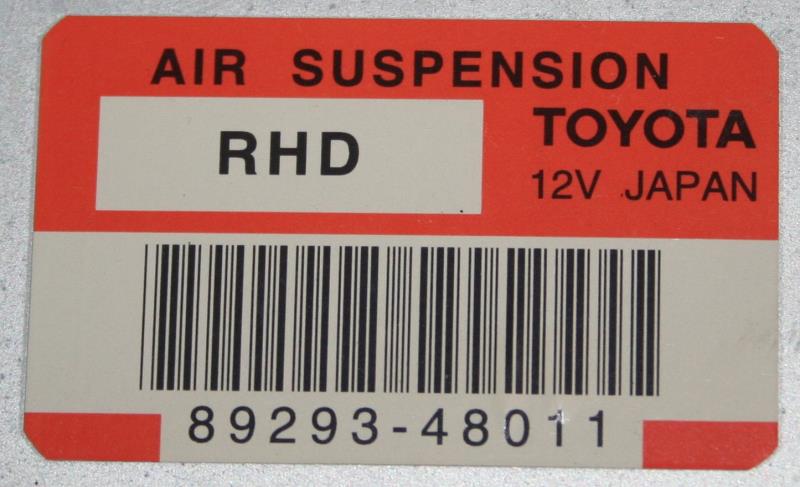 AIR SUSPENSION
RHD
TOYOTA
12V JAPAN
89293-48011